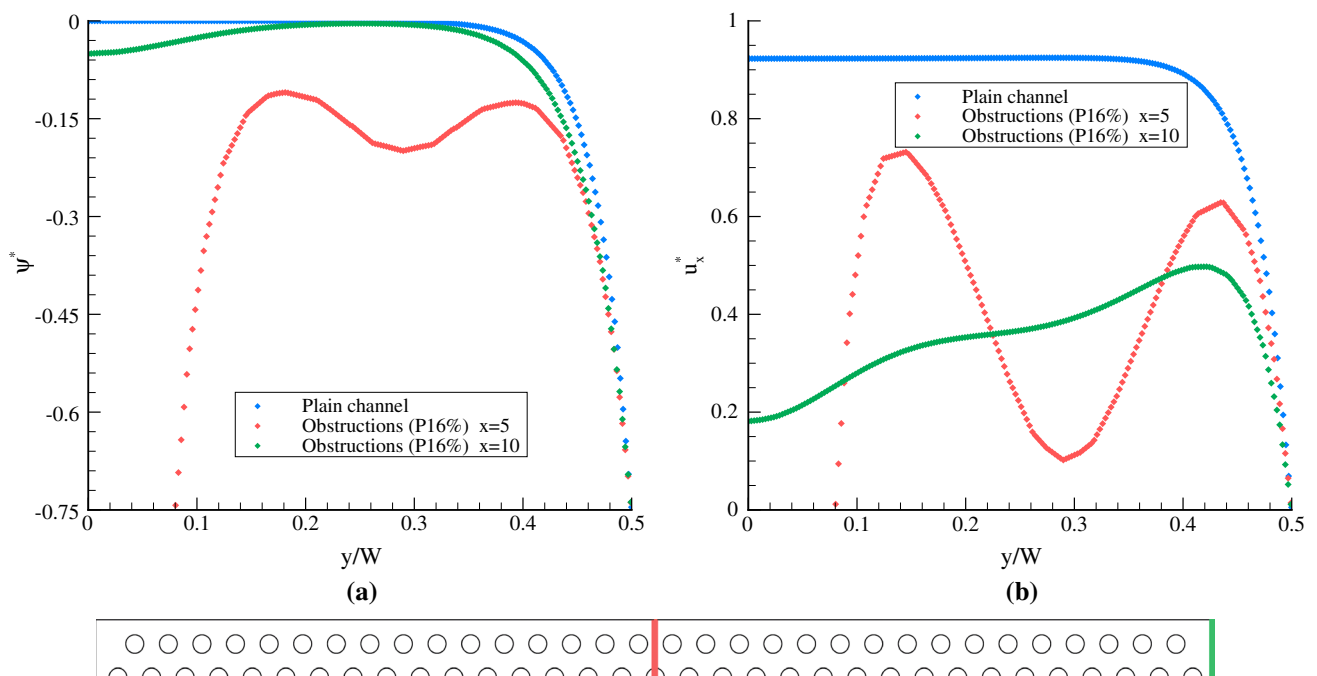 0
-0.15
-0.3
-0.45
-0.6
-0.75
ψ*
Plain channel
Obstructions (P16%) x=5
Obstructions (P16%) x=10
0 0.1 0.2 0.3 0.4 0.5
y/W
(a)
1
0.8
0.6
0.4
0.2
0
u*x
Plain channel
Obstructions (P16%) x=5
Obstructions (P16%) x=10
0 0.1 0.2 0.3 0.4 0.5
y/W
(b)